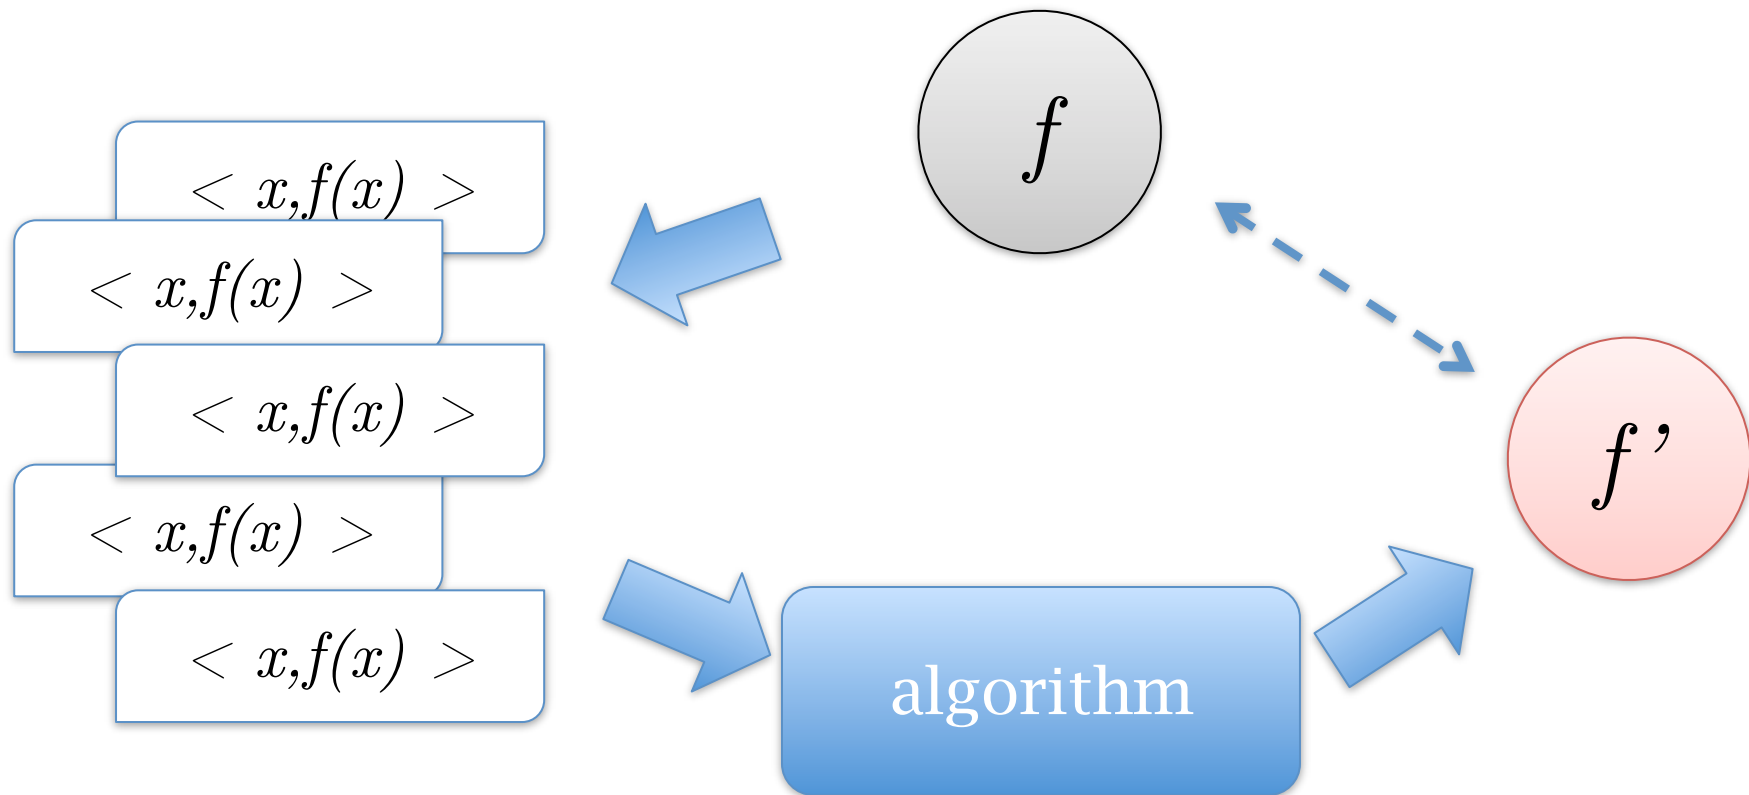 f
< x,f(x) >
< x,f(x) >
< x,f(x) >
< x,f(x) >
< x,f(x) >
f ’
algorithm